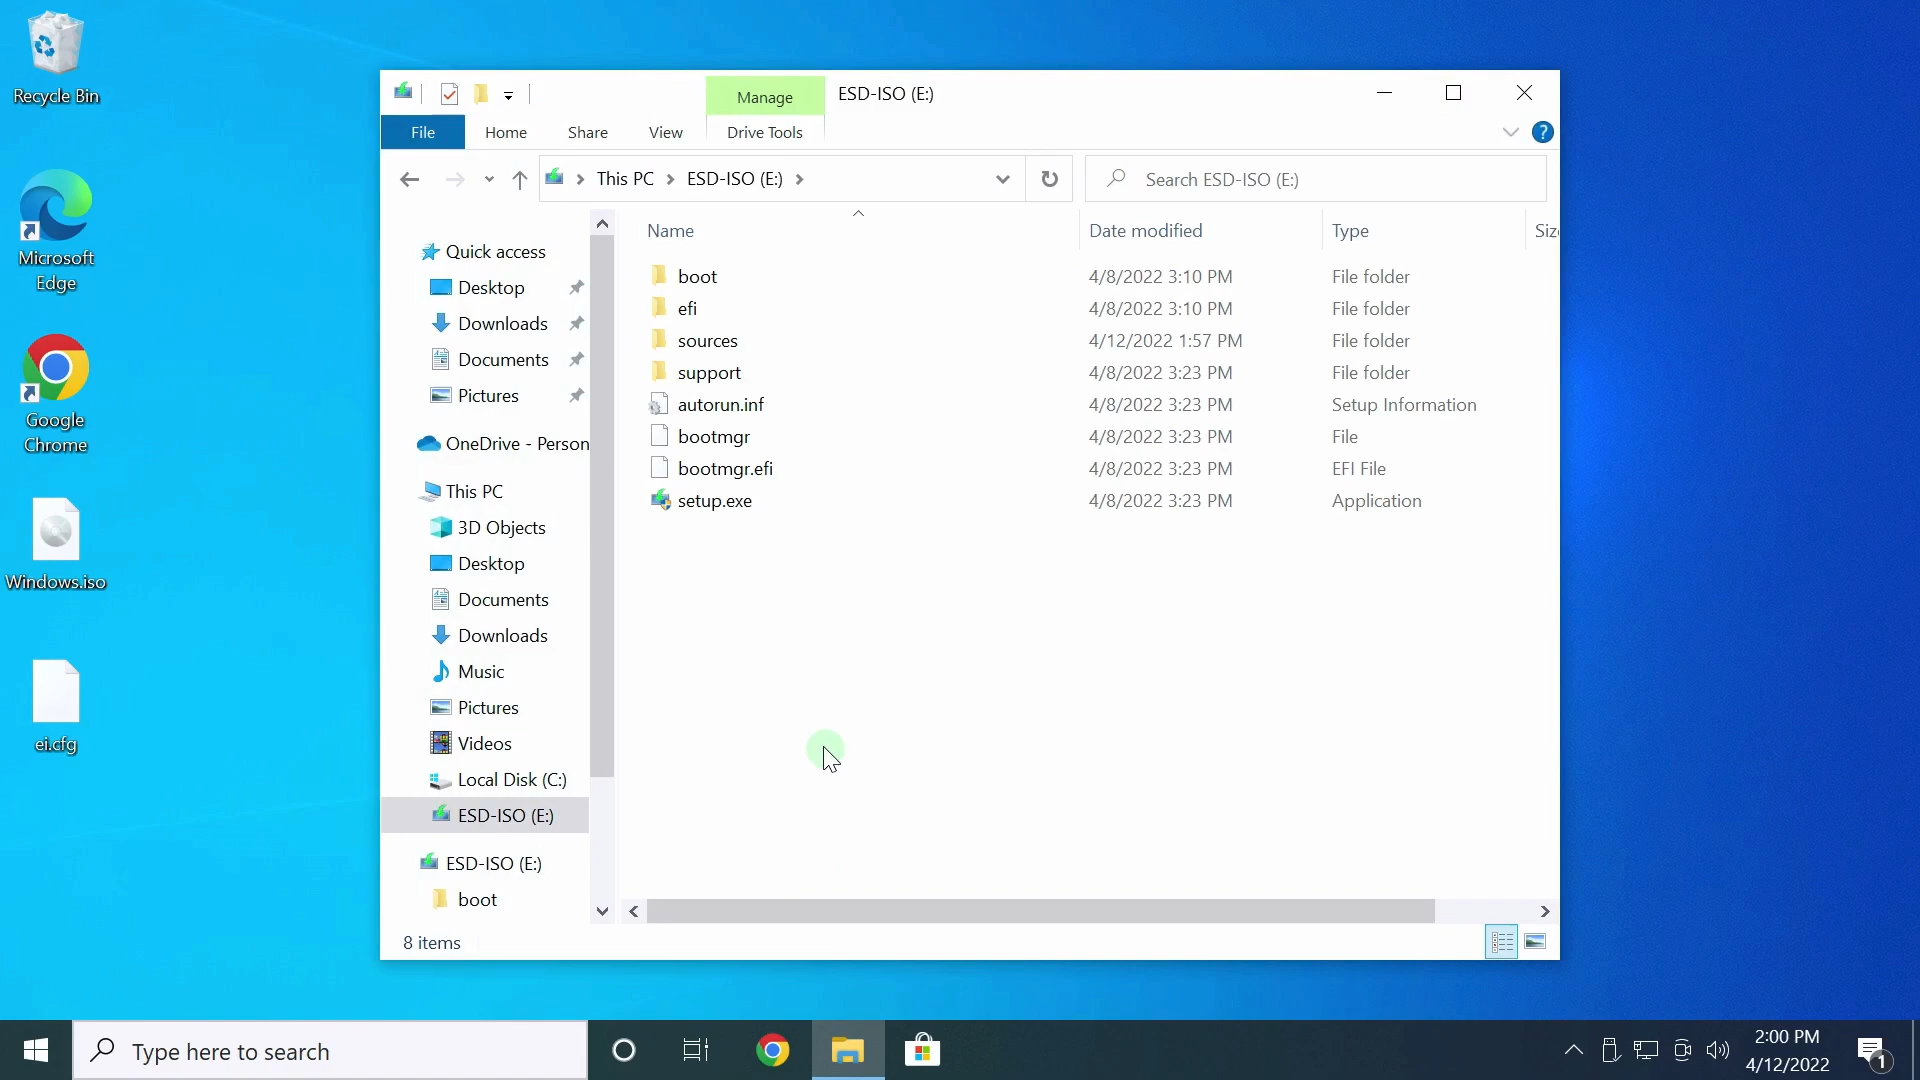 Recycle Bin
Microsoft
Edge
Google
Chrome
Windows.iso
ei.cfg
Manage
ESD-ISO (E:)
File
Home
Share
View
Drive Tools
?
This PC
ESD-ISO (E:)
Search ESD-ISO (E:)
Quick access
Desktop
Downloads
Documents
Pictures
OneDrive - Person
This PC
3D Objects
Desktop
Documents
Downloads
Music
Pictures
Videos
Local Disk (C:)
ESD-ISO (E:)
ESD-ISO (E:)
boot
Name Date modified Type Siz
boot 4/8/2022 3:10 PM File folder
efi 4/8/2022 3:10 PM File folder
sources 4/12/2022 1:57 PM File folder
support 4/8/2022 3:23 PM File folder
autorun.inf 4/8/2022 3:23 PM Setup Information
bootmgr 4/8/2022 3:23 PM File
bootmgr.efi 4/8/2022 3:23 PM EFI File
setup.exe 4/8/2022 3:23 PM Application
8 items
Type here to search
2:00 PM
4/12/2022
1